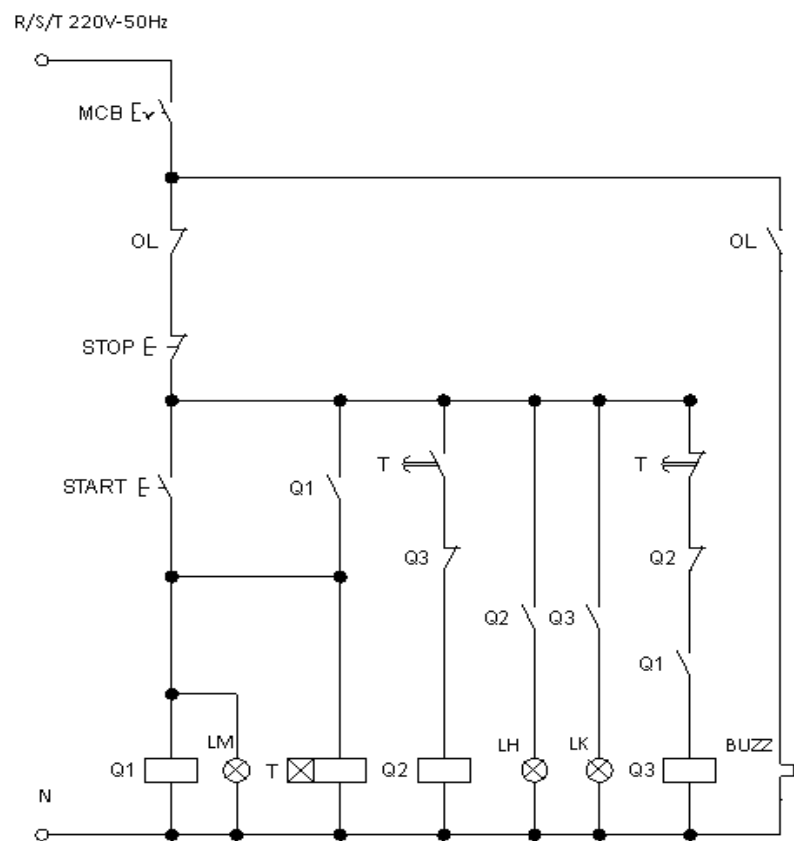 R/S/T 220V-50Hz
MCB
OL
OL
STOP
START
Q1
T
T
Q3
Q2
Q2
Q3
Q1
Q1
LM
T
Q2
LH
LK
Q3
BUZZ
N